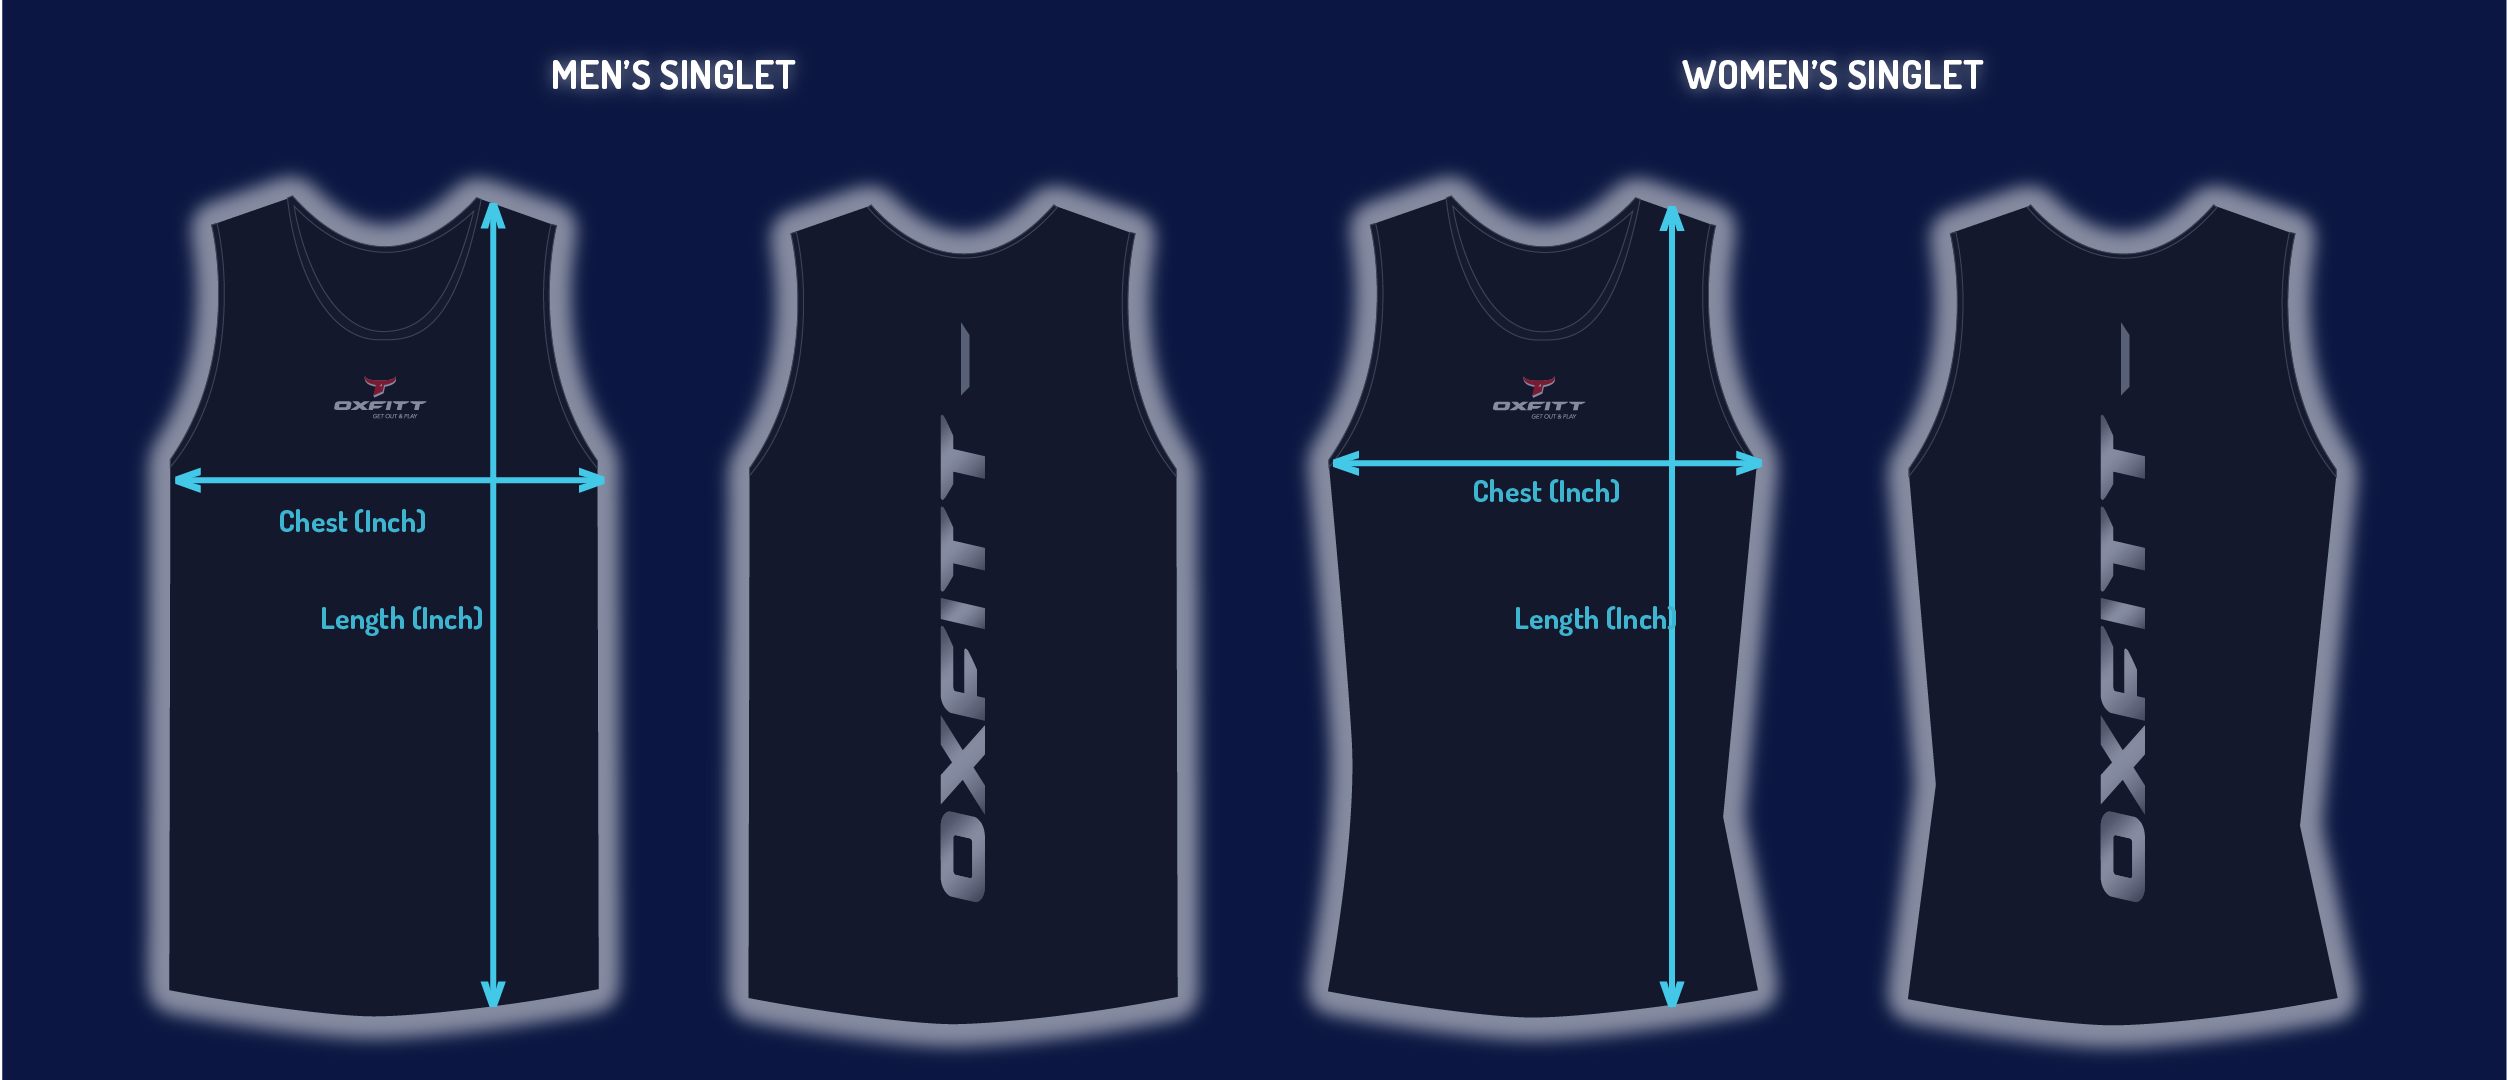 MEN'S SINGLET
WOMEN'S SINGLET
OXFITT
GET OUT & PLAY
Chest (Inch)
Length (Inch)
OXFITT
OXFITT
GET OUT & PLAY
Chest (Inch)
Length (Inch)
OXFITT